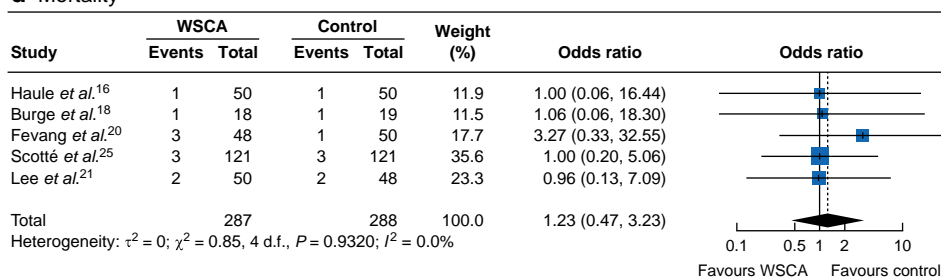 d Mortality
WSCA Control Weight Odds ratio Odds ratio
Study Events Total Events Total (%)
Haule et al.16 1 50 1 50 11.9 1.00 (0.06, 16.44)
Burge et al.18 1 18 1 19 11.5 1.06 (0.06, 18.30)
Fevang et al.20 3 48 1 50 17.7 3.27 (0.33, 32.55)
Scotté et al.25 3 121 3 121 35.6 1.00 (0.20, 5.06)
Lee et al.21 2 50 2 48 23.3 0.96 (0.13, 7.09)
Total 287 288 100.0 1.23 (0.47, 3.23)
Heterogeneity: τ2 = 0; χ2 = 0.85, 4 d.f., P = 0.9320; I2 = 0.0%
0.1 0.5 1 2 10
Favours WSCA Favours control